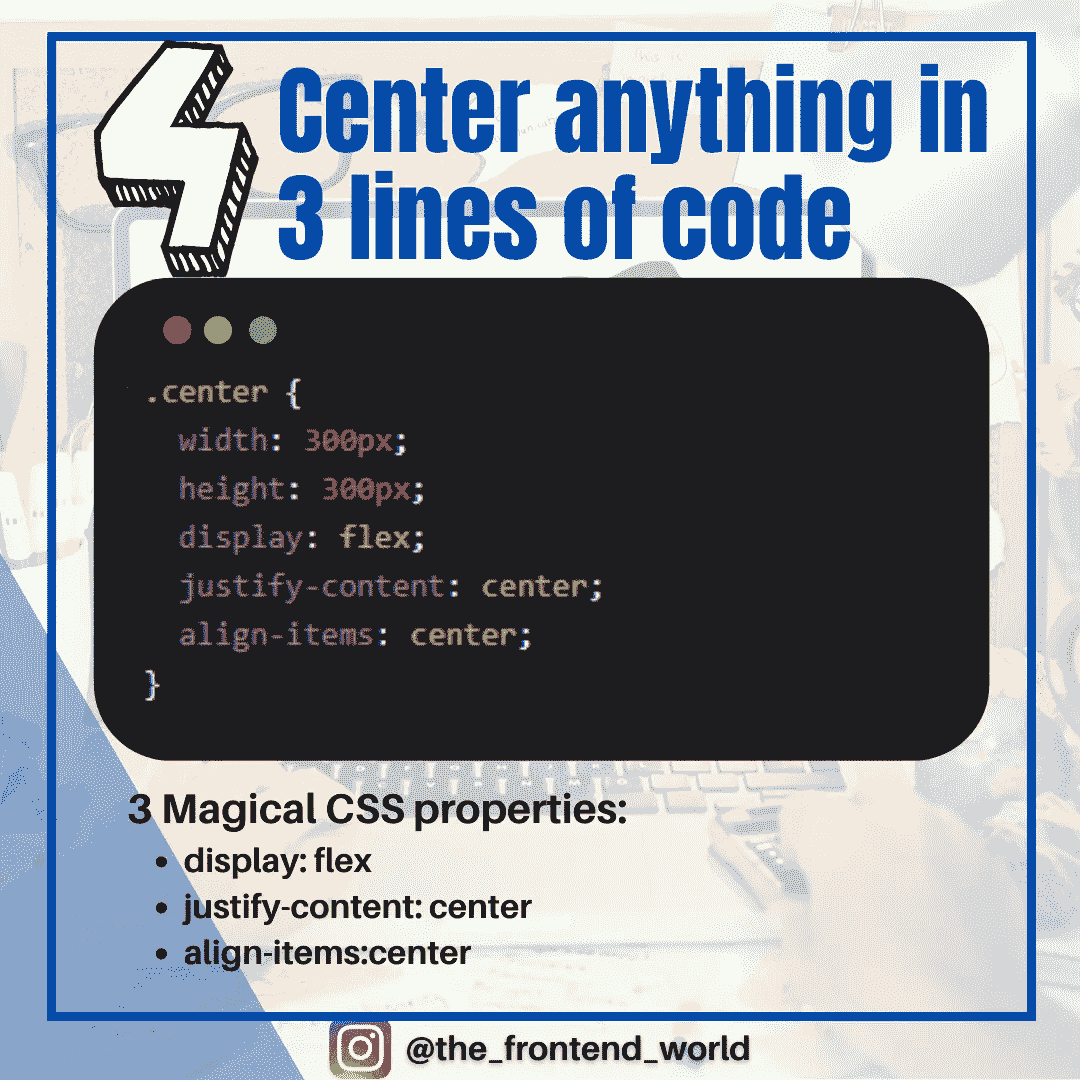 4
Center anything in
3 lines of code
.center {
  width: 300px;
  height: 300px;
  display: flex;
  justify-content: center;
  align-items: center;
}
3 Magical CSS properties:
• display: flex
• justify-content: center
• align-items:center
@the_frontend_world